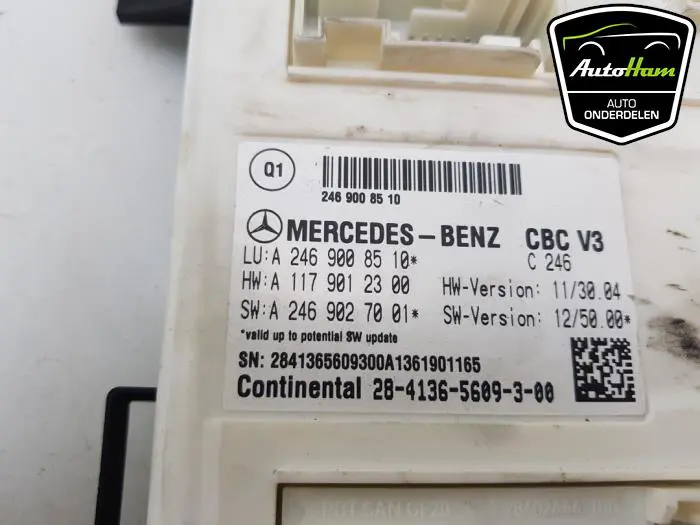 AutoHam
AUTO
ONDERDELEN
Q1
246 900 85 10
MERCEDES-BENZ CBC V3
C 246
LU: A 246 900 85 10*
HW: A 117 901 23 00 HW-Version: 11/30.04
SW: A 246 902 70 01* SW-Version: 12/50.00*
*valid up to potential SW update
SN: 2841365609300A1361901165
Continental 28-4136-5609-3-00